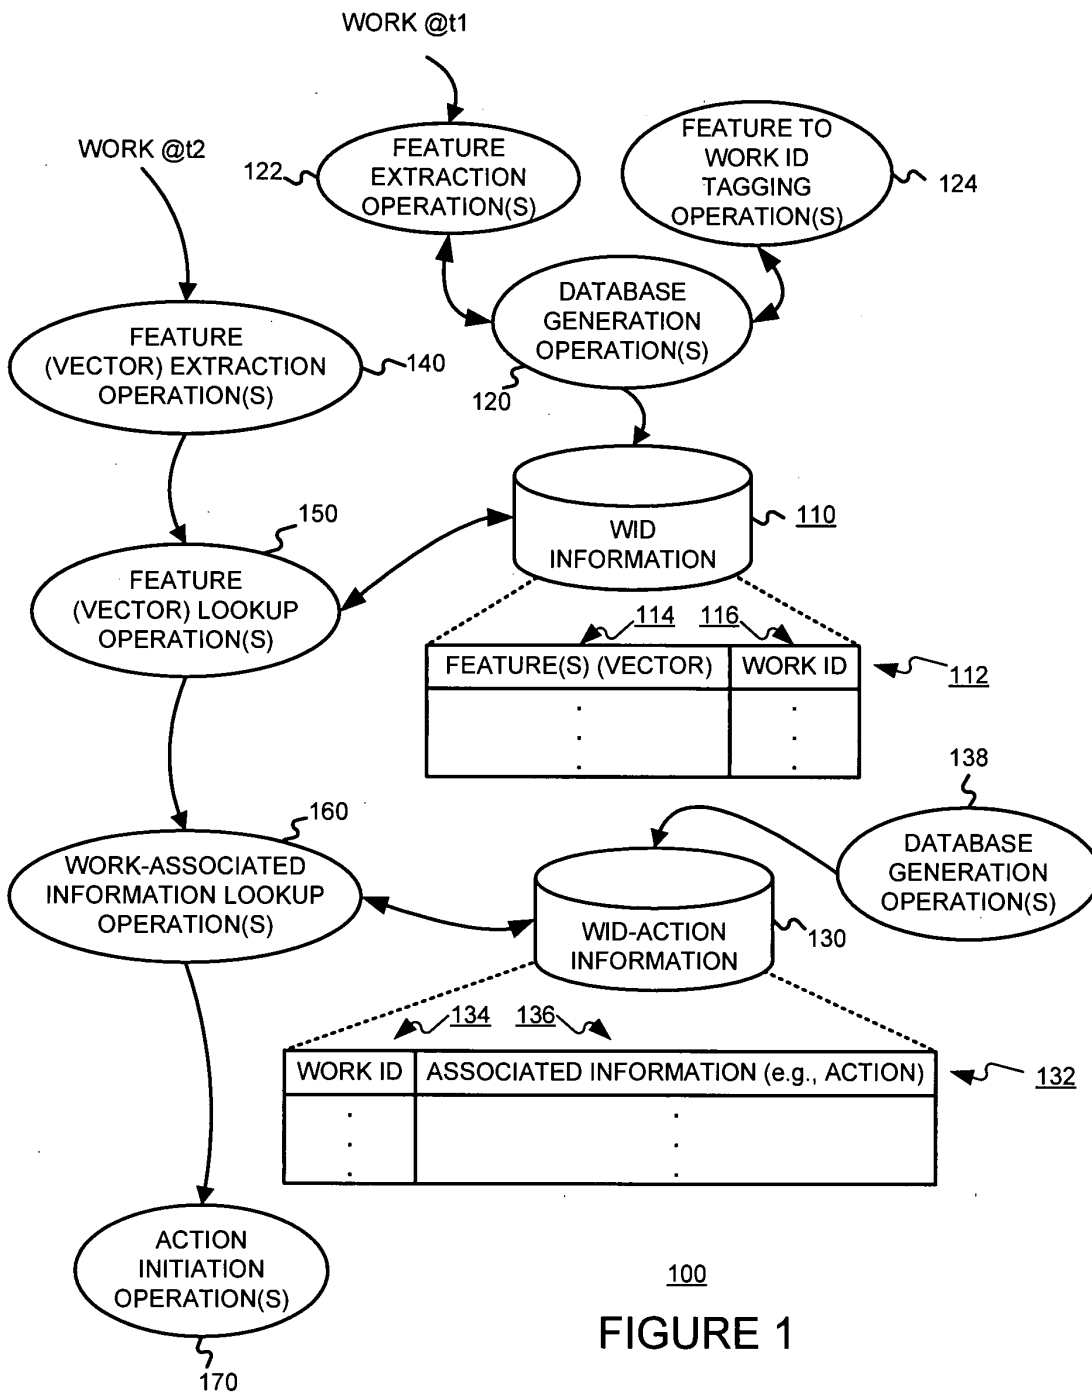 WORK @t1
WORK @t2
122
FEATURE
EXTRACTION
OPERATION(S)
FEATURE TO
WORK ID
TAGGING
OPERATION(S)
124
DATABASE
GENERATION
OPERATION(S)
120
FEATURE
(VECTOR) EXTRACTION
OPERATION(S)
140
150
WID
INFORMATION
110
FEATURE
(VECTOR) LOOKUP
OPERATION(S)
114
116
FEATURE(S) (VECTOR)
WORK ID
112
138
160
DATABASE
GENERATION
OPERATION(S)
WORK-ASSOCIATED
INFORMATION LOOKUP
OPERATION(S)
WID-ACTION
INFORMATION
130
134
136
WORK ID
ASSOCIATED INFORMATION (e.g., ACTION)
132
ACTION
INITIATION
OPERATION(S)
170
100
FIGURE 1